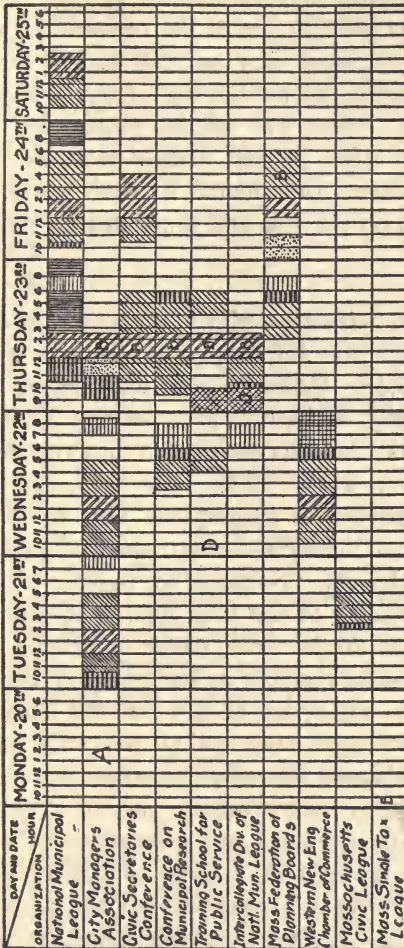 DAY AND DATE
HOUR
ORGANIZATION
MONDAY-20TH
TUESDAY-21ST
WEDNESDAY-22ND
THURSDAY-23RD
FRIDAY-24TH
SATURDAY-25TH
10 11 12 1 2 3 4 5 6
10 11 12 1 2 3 4 5 6 7
10 11 12 1 2 3 4 5 6 7 8
9 10 11 12 1 2 3 4 5 6 7 8
10 11 12 1 2 3 4 5 6 7 8
10 11 12 1 2 3 4 5 6
National Municipal
League
City Managers
Association
A
B
Civic Secretaries
Conference
B
Conference on
Municipal Research
Training School for
Public Service
D
Intercollegiate Div. of
Natl. Mun. League
Mass Federation of
Planning Boards
B
Western New Eng
Chamber of Commerce
Massachusetts
Civic League
Mass. Single Tax
League
E